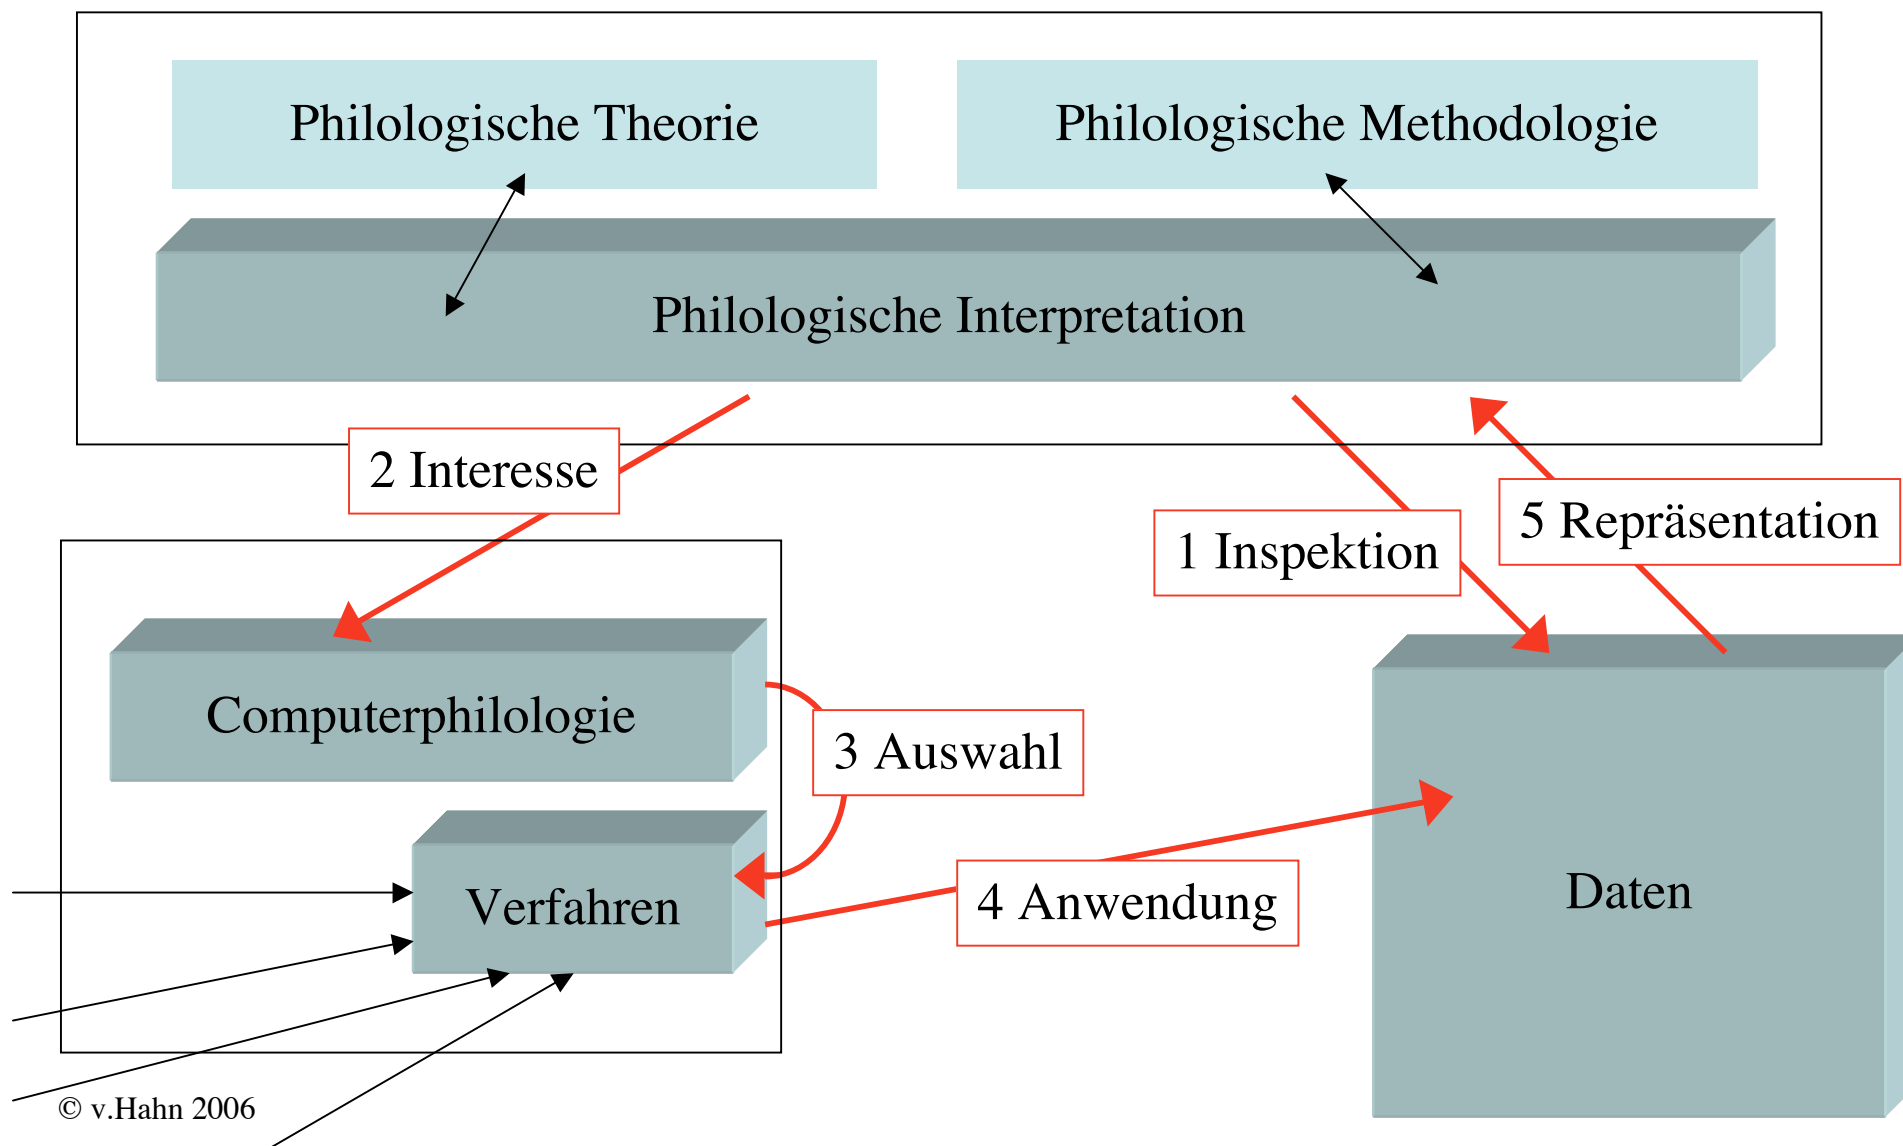 Philologische Theorie
Philologische Methodologie
Philologische Interpretation
2 Interesse
5 Repräsentation
1 Inspektion
Computerphilologie
3 Auswahl
Verfahren
4 Anwendung
Daten
© v.Hahn 2006